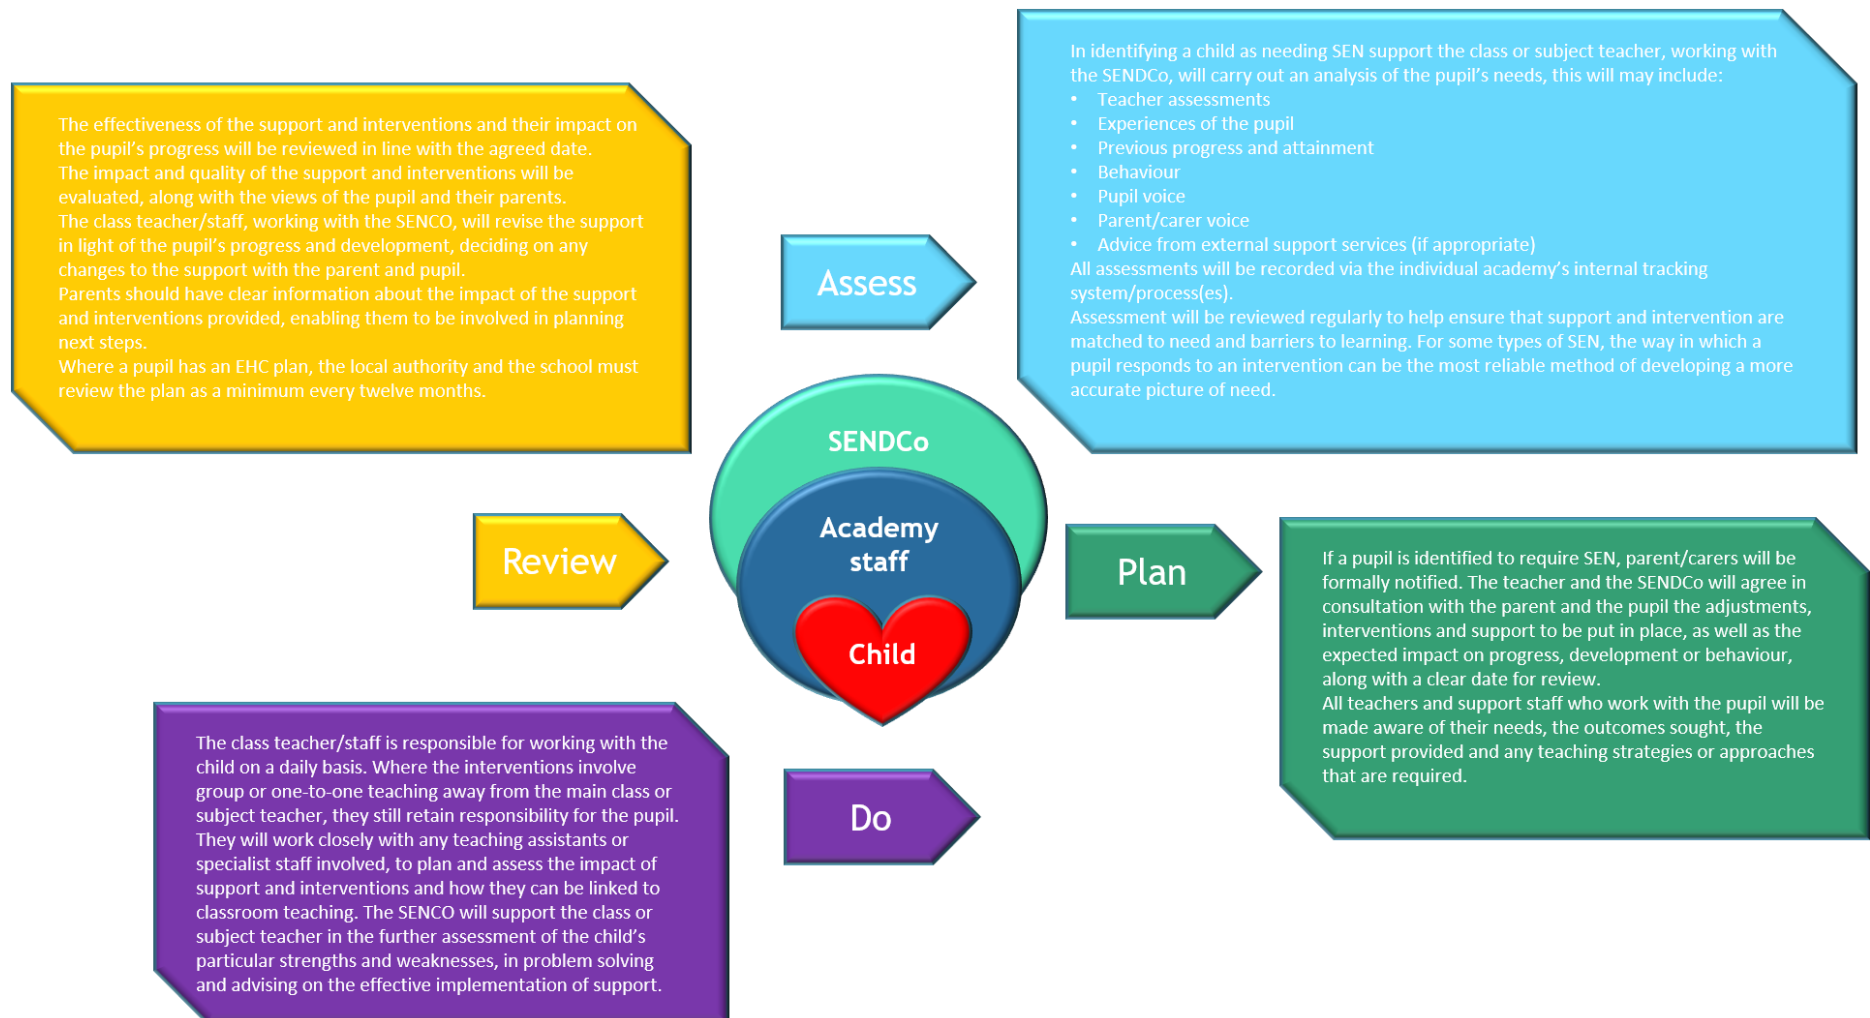 In identifying a child as needing SEN support the class or subject teacher, working with
the SENDCo, will carry out an analysis of the pupil's needs, this will may include:
• Teacher assessments
• Experiences of the pupil
• Previous progress and attainment
• Behaviour
• Pupil voice
• Parent/carer voice
• Advice from external support services (if appropriate)
All assessments will be recorded via the individual academy's internal tracking
system/process(es).
Assessment will be reviewed regularly to help ensure that support and intervention are
matched to need and barriers to learning. For some types of SEN, the way in which a
pupil responds to an intervention can be the most reliable method of developing a more
accurate picture of need.
The effectiveness of the support and interventions and their impact on
the pupil's progress will be reviewed in line with the agreed date.
The impact and quality of the support and interventions will be
evaluated, along with the views of the pupil and their parents.
The class teacher/staff, working with the SENCO, will revise the support
in light of the pupil's progress and development, deciding on any
changes to the support with the parent and pupil.
Parents should have clear information about the impact of the support
and interventions provided, enabling them to be involved in planning
next steps.
Where a pupil has an EHC plan, the local authority and the school must
review the plan as a minimum every twelve months.
Assess
SENDCo
Academy
staff
Child
Review
Plan
If a pupil is identified to require SEN, parent/carers will be
formally notified. The teacher and the SENDCo will agree in
consultation with the parent and the pupil the adjustments,
interventions and support to be put in place, as well as the
expected impact on progress, development or behaviour,
along with a clear date for review.
All teachers and support staff who work with the pupil will be
made aware of their needs, the outcomes sought, the
support provided and any teaching strategies or approaches
that are required.
The class teacher/staff is responsible for working with the
child on a daily basis. Where the interventions involve
group or one-to-one teaching away from the main class or
subject teacher, they still retain responsibility for the pupil.
They will work closely with any teaching assistants or
specialist staff involved, to plan and assess the impact of
support and interventions and how they can be linked to
classroom teaching. The SENCO will support the class or
subject teacher in the further assessment of the child's
particular strengths and weaknesses, in problem solving
and advising on the effective implementation of support.
Do